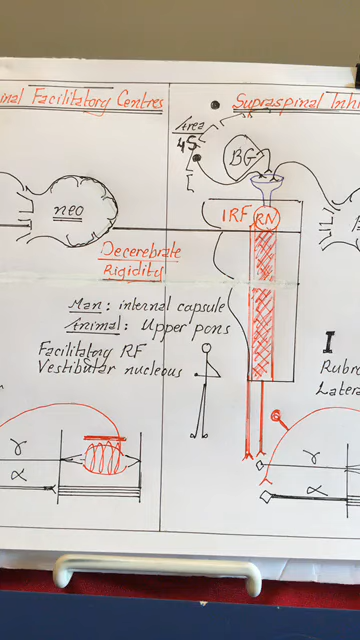 inal Facilitatory Centres
neo
Decerebrate
Rigidity
Man: internal capsule
Animal: Upper pons
Facilitatory RF
Vestibular nucleous
γ
α
Supraspinal Inhi
Area
4S
BG
IRF RN
I
Rubro
Latera
γ
α